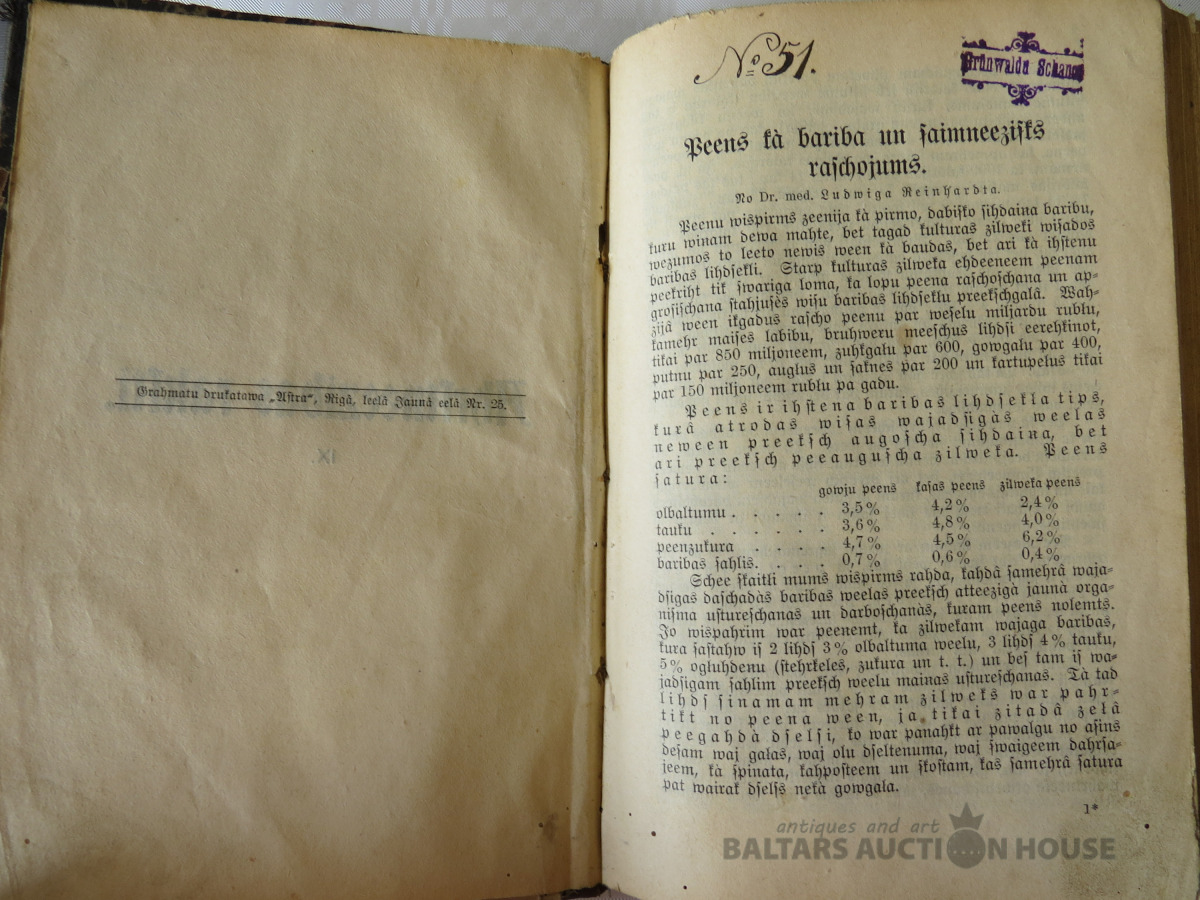 Grahmatu drukatawa „Astra“, Rigâ, leelâ Jaunâ eelâ Nr. 25.
IX.
№ 51.
Grünwaldu Schans
Peens kà bariba un ſaimneeziſks
raſchojums.
No Dr. med. Ludwiga Reinhardta.
Peenu wiſpirms zeenija kà pirmo, dabiſko ſihdaina baribu,
kuru winam dewa mahte, bet tagad kulturas zilweki wiſados
wezumos to leeto newis ween kà baudas, bet ari kà ihſtenu
baribas lihdſekli. Starp kulturas zilweka ehdeeneem peenam
peekriht tik ſwariga loma, ka lopu peena raſchoſchana un ap-
groſiſchana ſtahjuſès wiſu baribas lihdſeklu preekſchgalâ. Wah-
zijâ ween ikgadus raſcho peenu par weſelu miljardu rublu,
kamehr maiſes labibu, bruhweru meeſchus lihdſi eerehkinot,
tikai par 850 miljoneem, zuhkgalu par 600, gowgalu par 400,
putnu par 250, auglus un ſaknes par 200 un kartupelus tikai
par 150 miljoneem rublu pa gadu.
Peens ir ihſtena baribas lihdſekla tips,
kurâ atrodas wiſas wajadſigàs weelas
neween preekſch augoſcha ſihdaina, bet
ari preekſch peeauguſcha zilweka. Peens
ſatura:
gowju peens kaſas peens zilweka peens
olbaltumu . . . . . 3,5% 4,2% 2,4%
tauku . . . . . . 3,6% 4,8% 4,0%
peenzukura . . . . 4,7% 4,5% 6,2%
baribas ſahlis. . . . 0,7% 0,6% 0,4%
Schee ſkaitli mums wiſpirms rahda, kahdâ ſamehrâ waja-
dſigas daſchadàs baribas weelas preekſch atteezigà jaunà orga-
niſma uſtureſchanas un darboſchanàs, kuram peens nolemts.
Jo wiſpahrim war peenemt, ka zilwekam wajaga baribas,
kura ſaſtahw iſ 2 lihdſ 3% olbaltuma weelu, 3 lihdſ 4% tauku,
5% ogluhdenu (ſtehrkeles, zukura un t. t.) un beſ tam iſ wa-
jadſigam ſahlim preekſch weelu mainas uſtureſchanas. Tà tad
lihdſ ſinamam mehram zilweks war pahr-
tikt no peena ween, ja tikai zitadâ zelâ
peegahdà dſelſi, ko war panahkt ar pawalgu no aſins
deſam waj galas, waj olu dſeltenuma, waj ſwaigeem dahrſa-
jeem, kà ſpinata, kahpoſteem un ſkoſtam, kas ſamehrâ ſatura
pat wairak dſelſs nekà gowgala.
1*
antiques and art
BALTARS AUCTION HOUSE